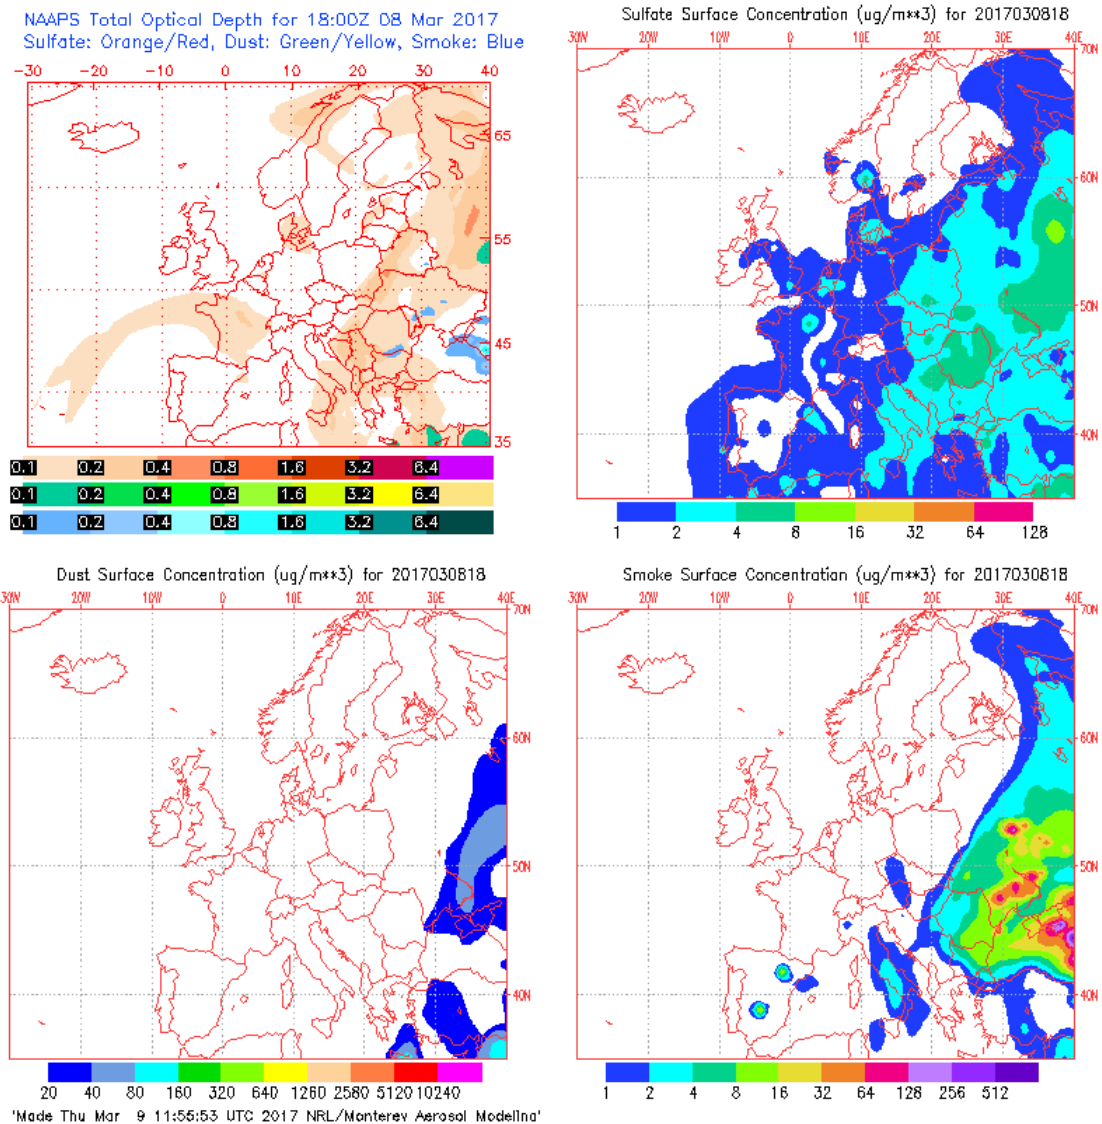 NAAPS Total Optical Depth for 18:00Z 08 Mar 2017
Sulfate: Orange/Red, Dust: Green/Yellow, Smoke: Blue
-30 -20 -10 0 10 20 30 40
65
55
45
35
0.1 0.2 0.4 0.8 1.6 3.2 6.4
0.1 0.2 0.4 0.8 1.6 3.2 6.4
0.1 0.2 0.4 0.8 1.6 3.2 6.4
Sulfate Surface Concentration (ug/m**3) for 2017030818
30W 20W 10W 0 10E 20E 30E 40E
70N
60N
50N
40N
1 2 4 8 16 32 64 128
Dust Surface Concentration (ug/m**3) for 2017030818
30W 20W 10W 0 10E 20E 30E 40E
70N
60N
50N
40N
20 40 80 160 320 640 1260 2580 5120 10240
'Made Thu Mar 9 11:55:53 UTC 2017 NRL/Monterey Aerosol Modeling'
Smoke Surface Concentration (ug/m**3) for 2017030818
30W 20W 10W 0 10E 20E 30E 40E
70N
60N
50N
40N
1 2 4 8 16 32 64 128 256 512